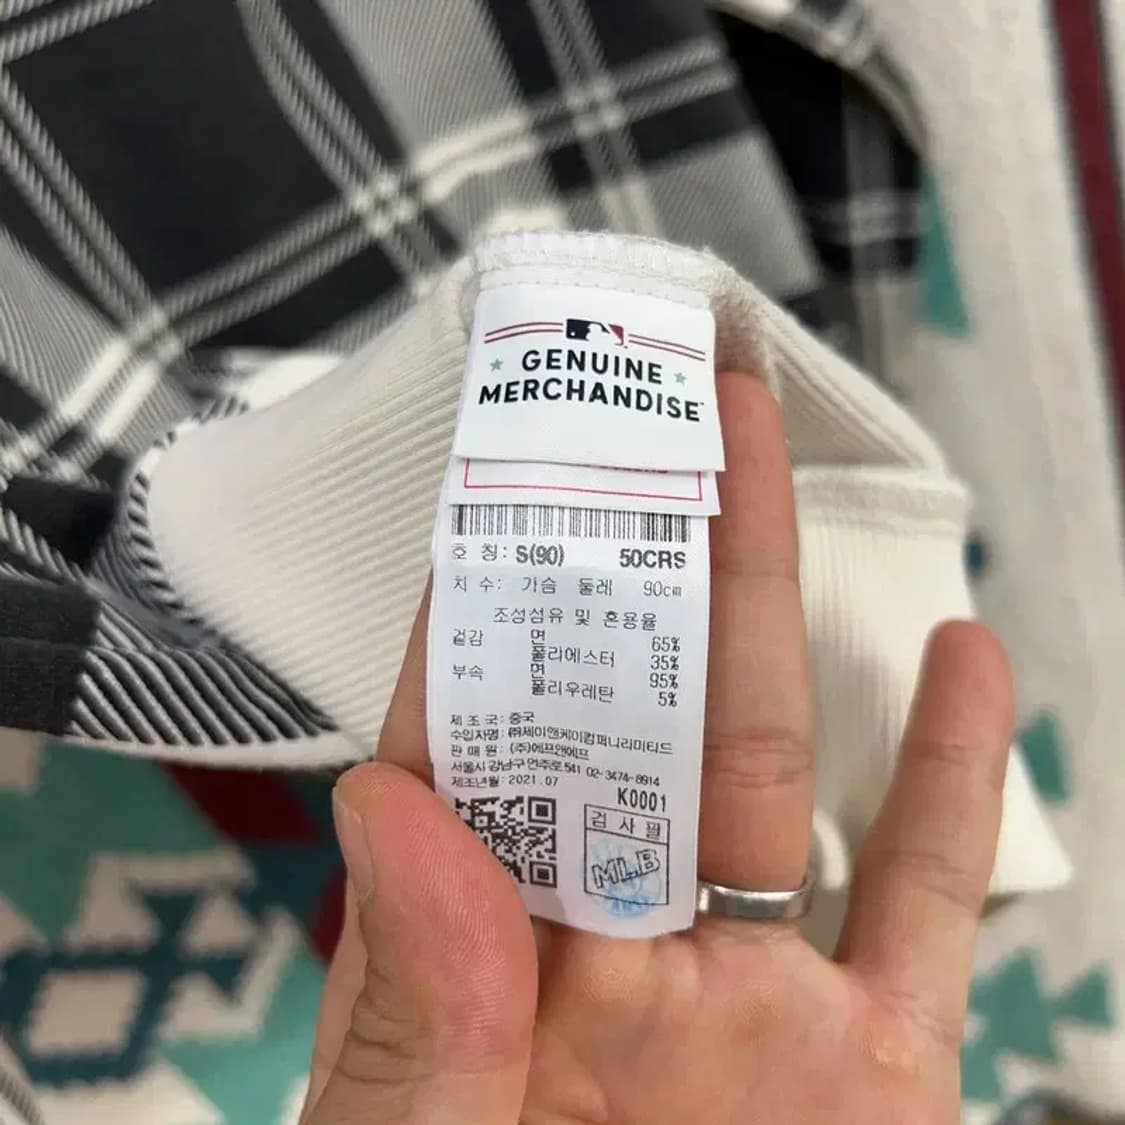 GENUINE
MERCHANDISE™
호 칭: S(90) 50CRS
치 수: 가슴 둘레 90cm
조성섬유 및 혼용율
겉감 면 65%
폴리에스터 35%
부속 면 95%
폴리우레탄 5%
제 조 국: 중국
수입자명: ㈜제이앤케이컴퍼니리미티드
판 매 원: (주)에프앤에프
서울시 강남구 언주로 541 02-3474-8914
제조년월: 2021.07
K0001
검 사 필
MLB